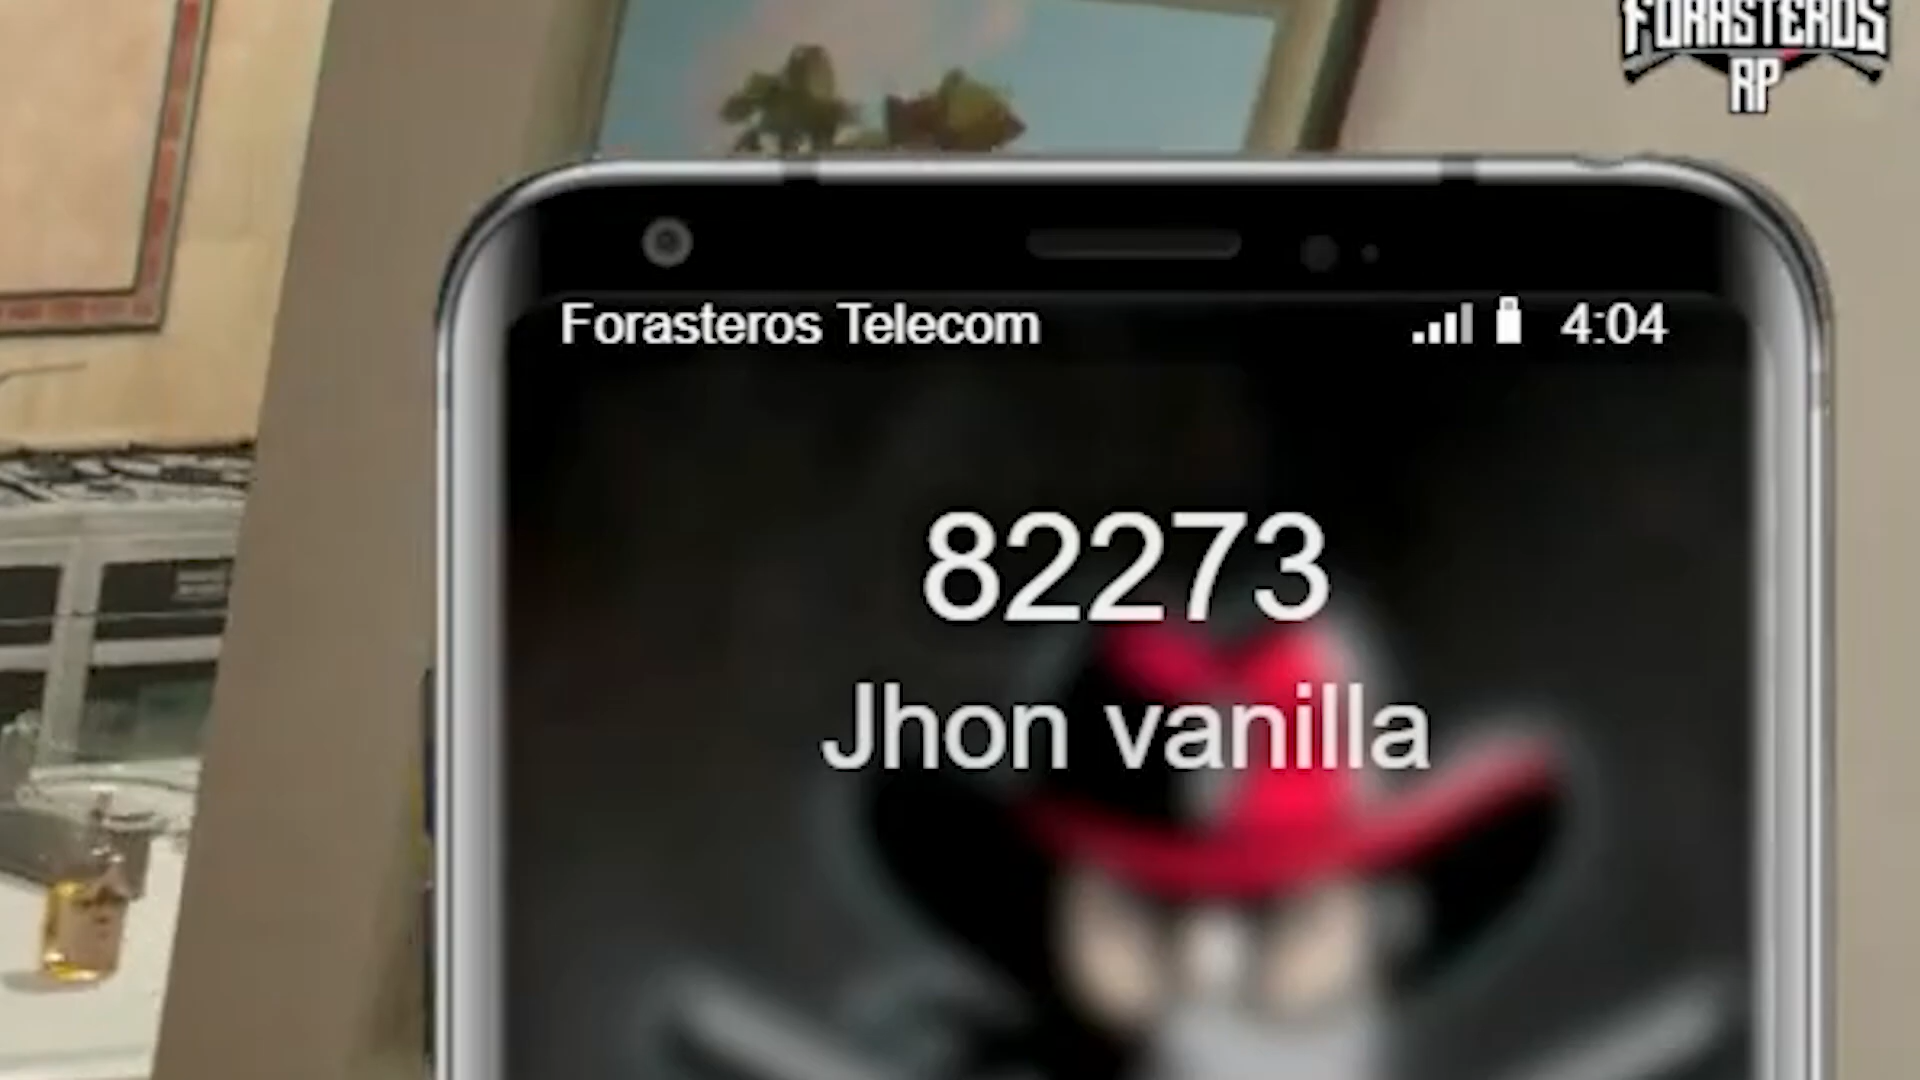 FORASTEROS
RP
Forasteros Telecom 4:04
82273
Jhon vanilla